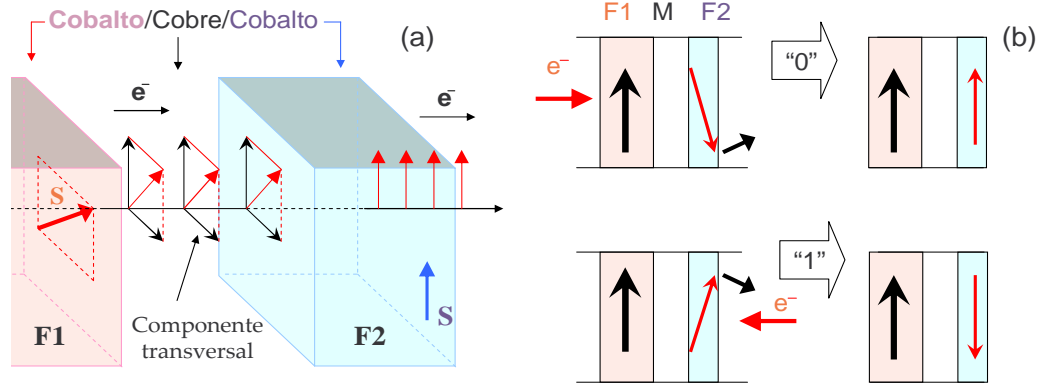 Cobalto/Cobre/Cobalto
(a)
e⁻
e⁻
S
S
F1
F2
Componente
transversal
F1 M F2
(b)
e⁻
“0”
“1”
e⁻